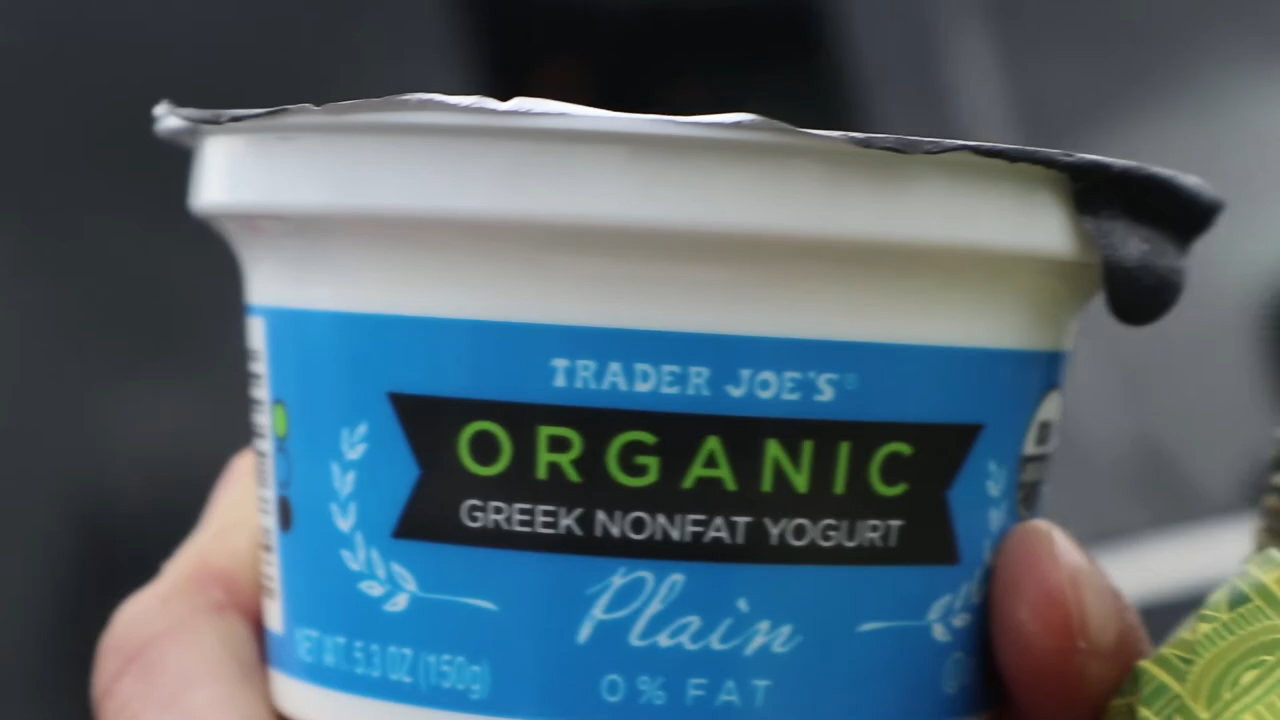 TRADER JOE'S®
ORGANIC
GREEK NONFAT YOGURT
Plain
NET WT. 5.3 OZ (150g)
0% FAT